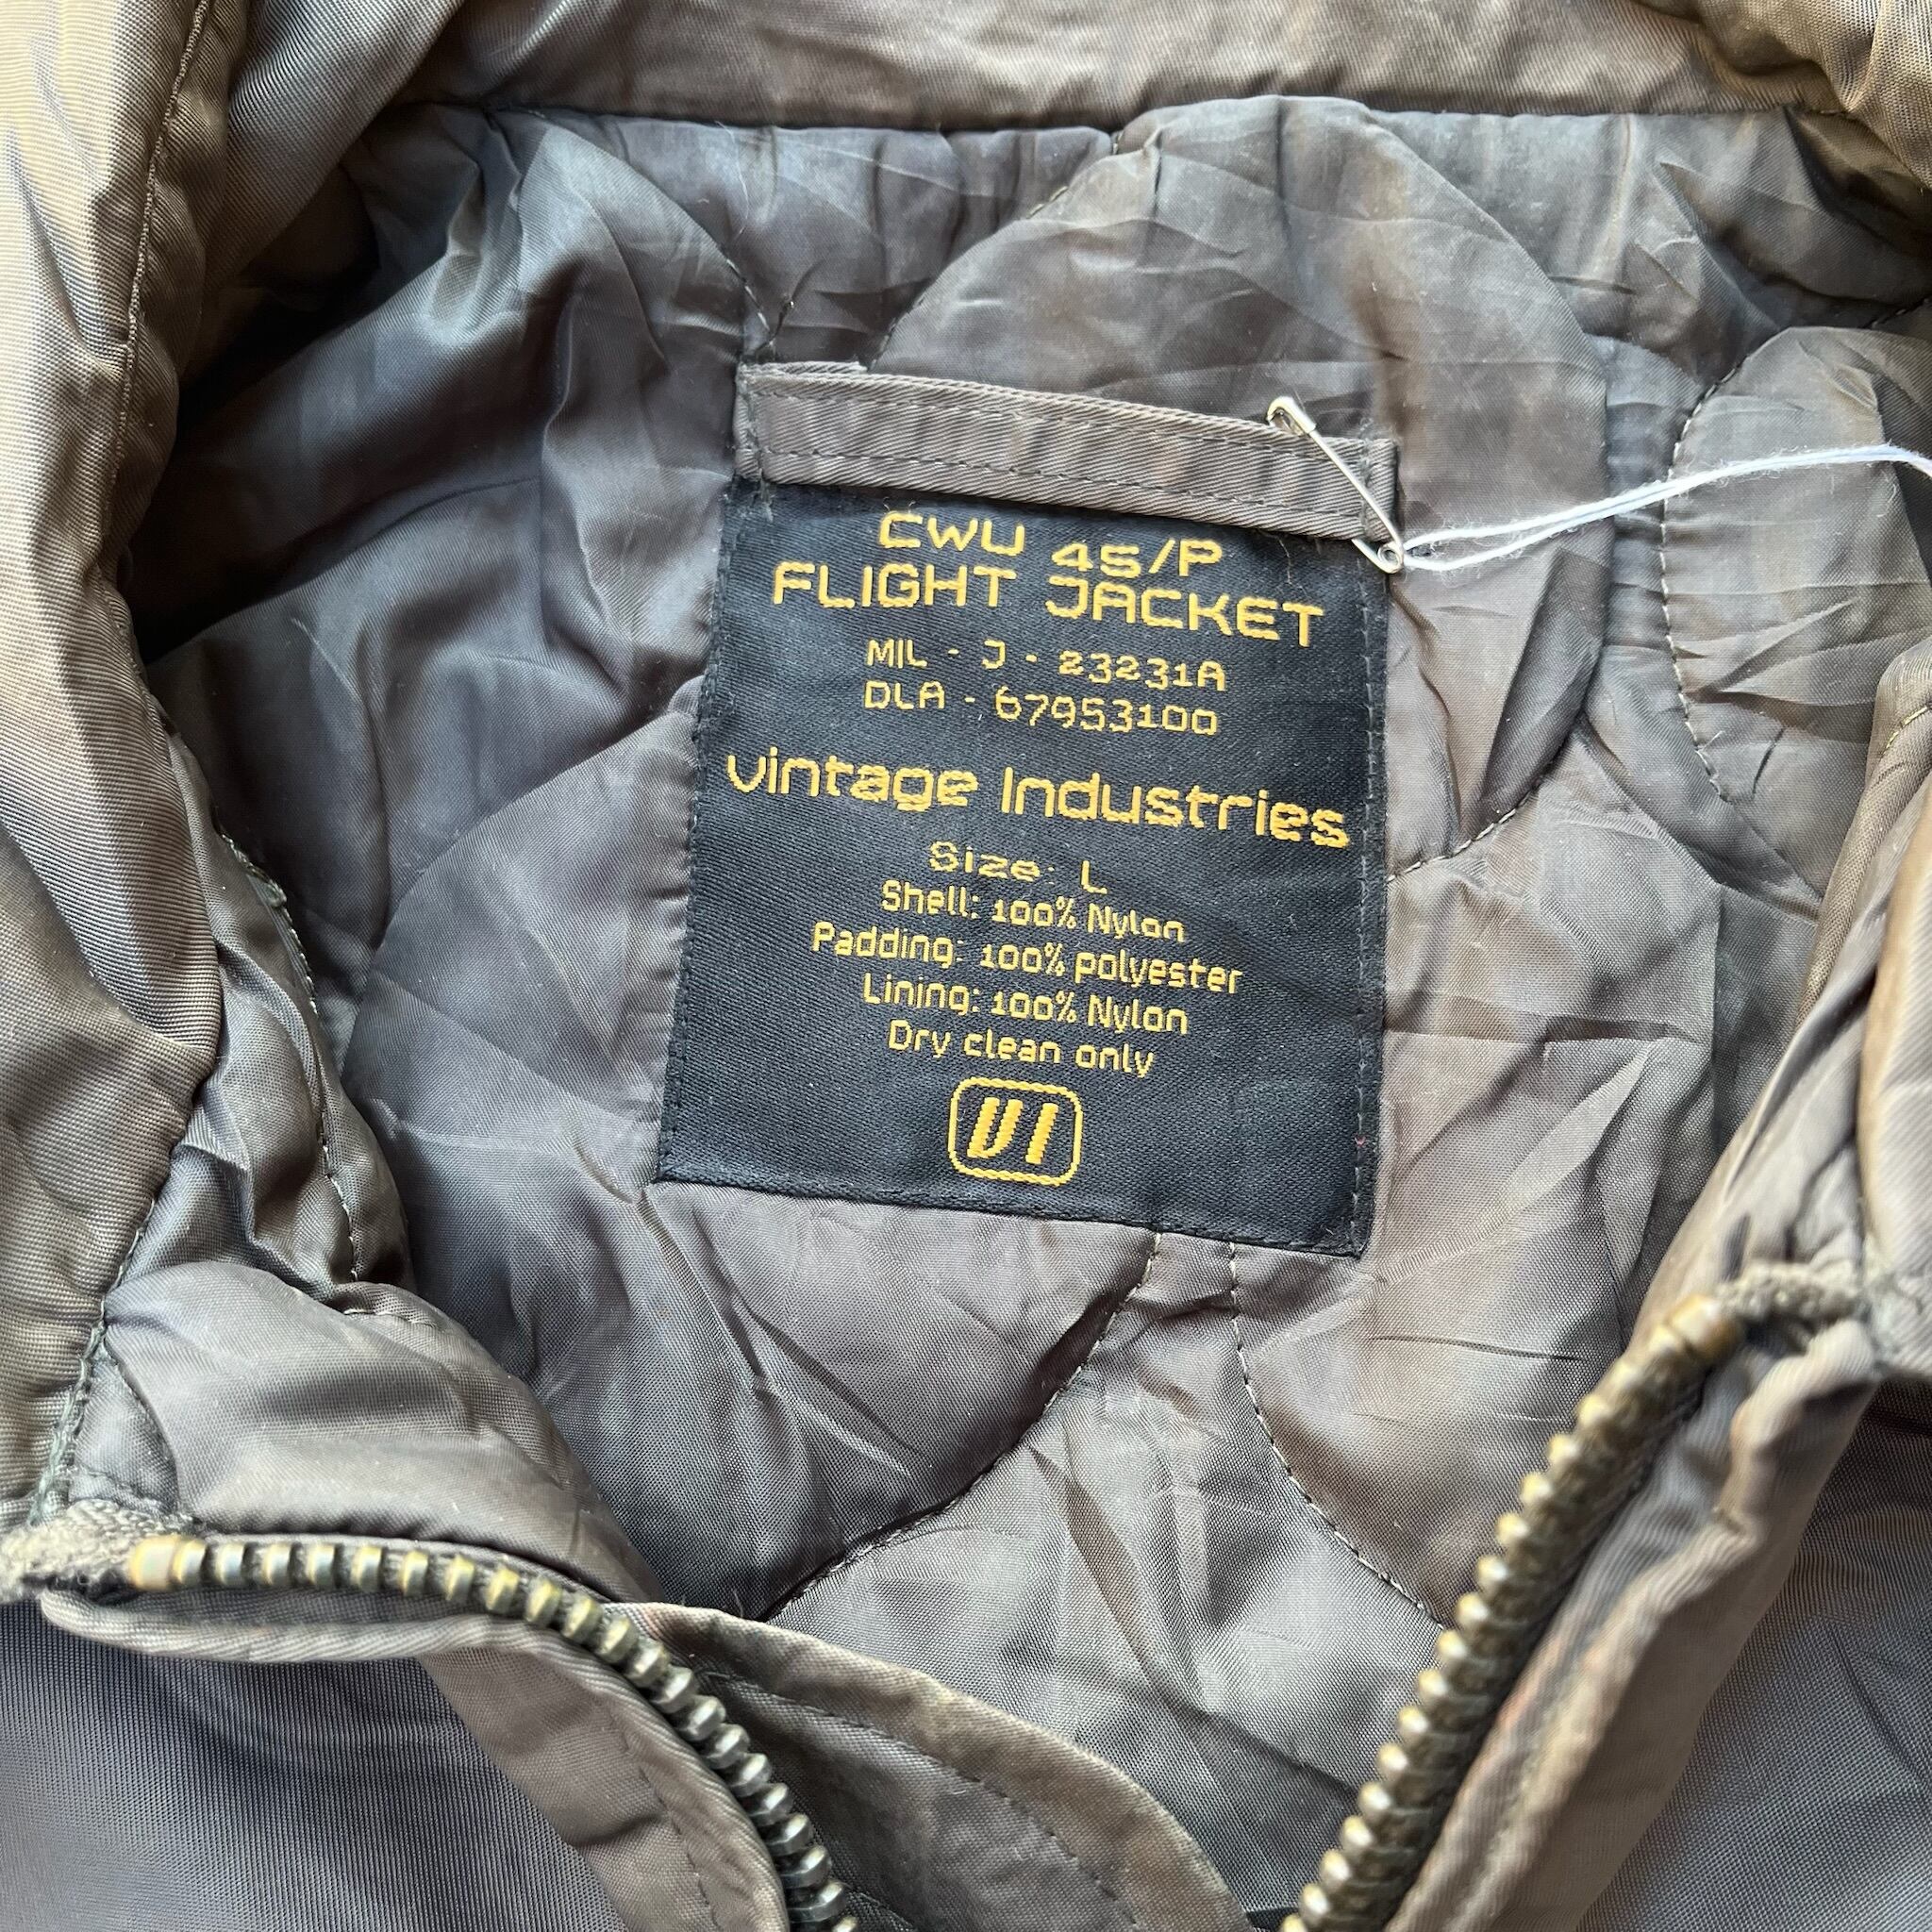 CWU 45/P
FLIGHT JACKET
MIL - J - 23231A
DLA - 67953100
vintage Industries
Size: L
Shell: 100% Nylon
Padding: 100% polyester
Lining: 100% Nylon
Dry clean only
VI